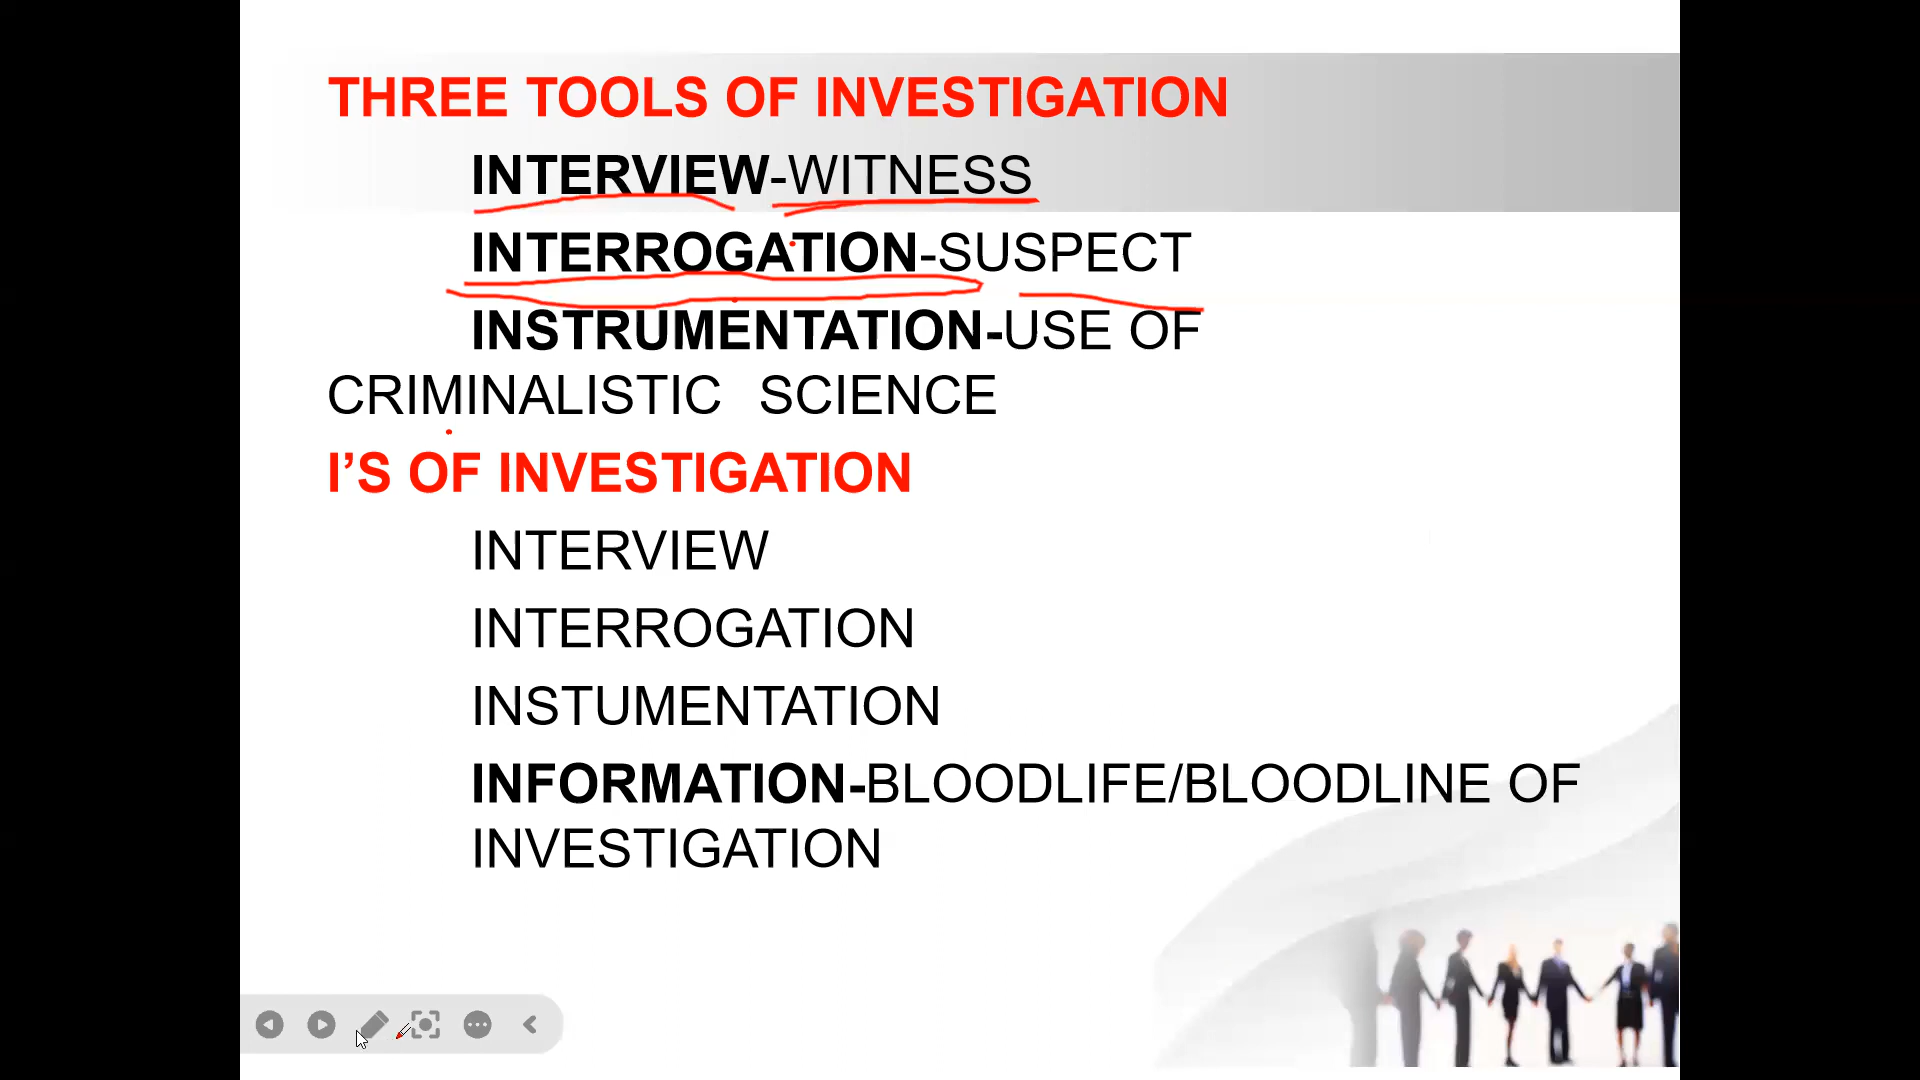 THREE TOOLS OF INVESTIGATION
INTERVIEW-WITNESS
INTERROGATION-SUSPECT
INSTRUMENTATION-USE OF
CRIMINALISTIC SCIENCE
I’S OF INVESTIGATION
INTERVIEW
INTERROGATION
INSTUMENTATION
INFORMATION-BLOODLIFE/BLOODLINE OF
INVESTIGATION